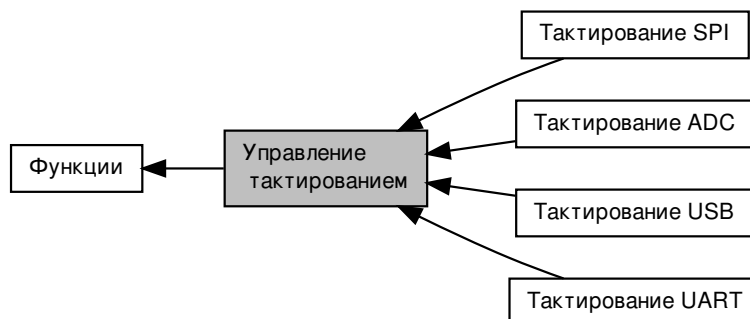 Тактирование SPI
Тактирование ADC
Функции
Управление
тактированием
Тактирование USB
Тактирование UART